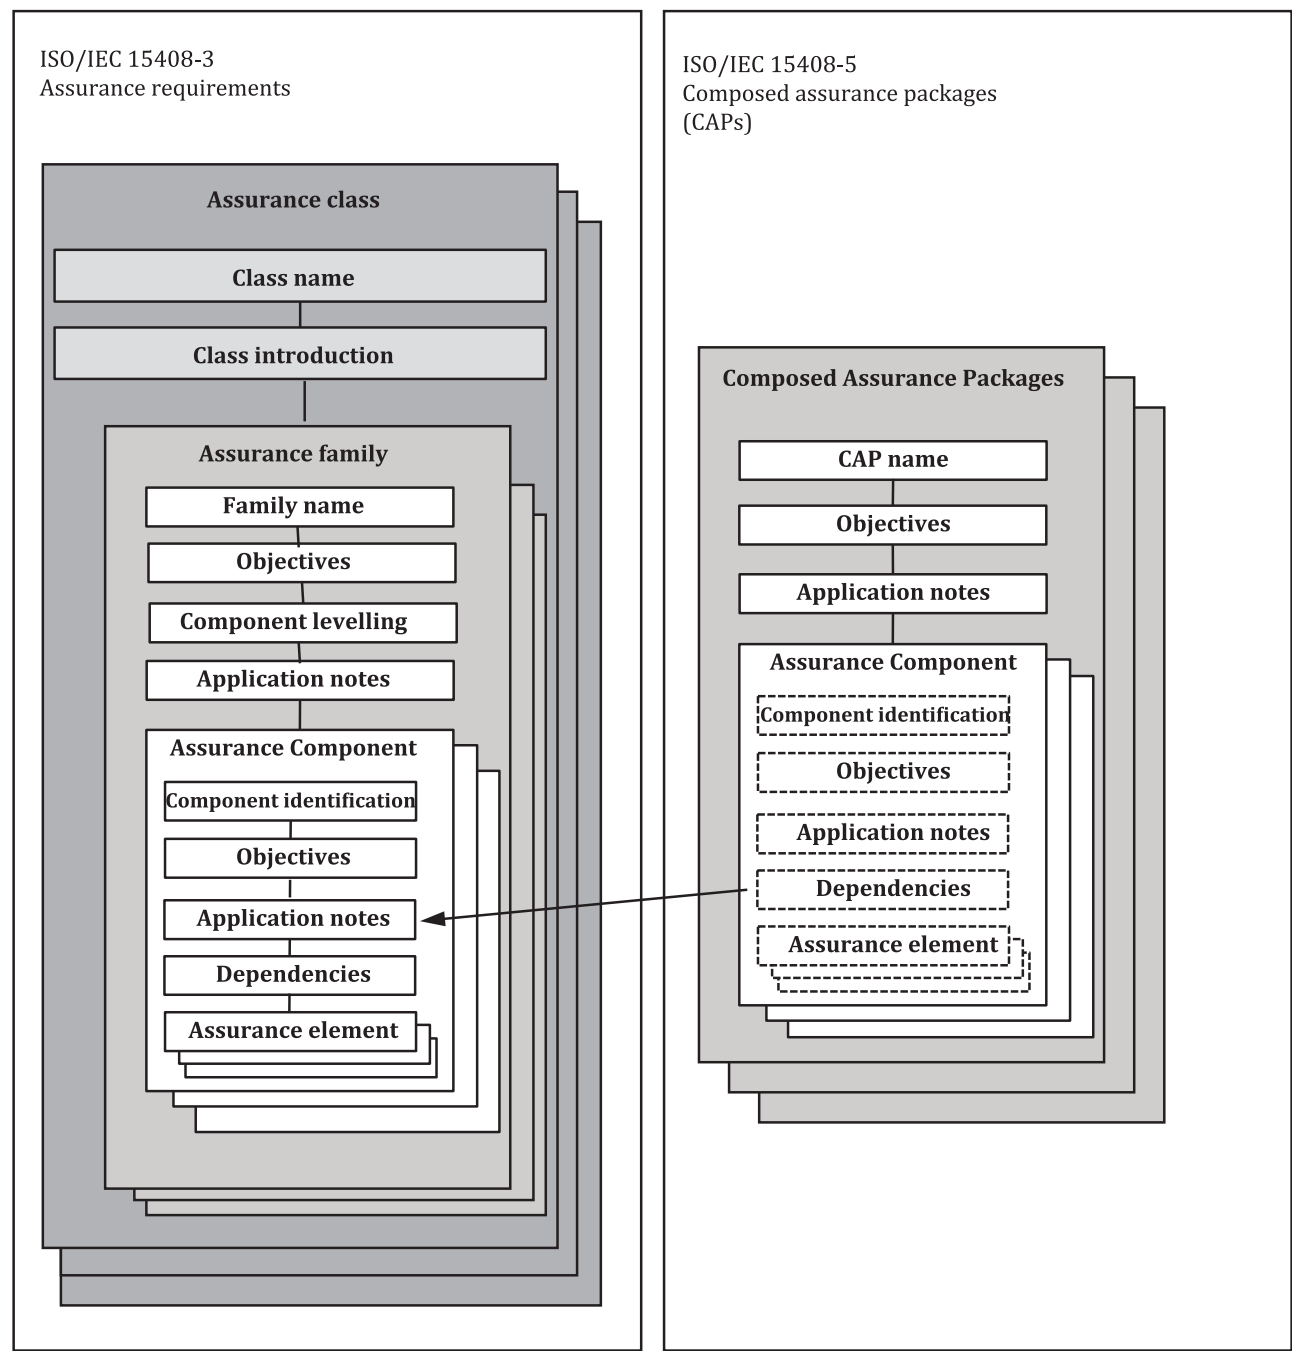 ISO/IEC 15408-3
Assurance requirements
Assurance class
Class name
Class introduction
Assurance family
Family name
Objectives
Component levelling
Application notes
Assurance Component
Component identification
Objectives
Application notes
Dependencies
Assurance element
ISO/IEC 15408-5
Composed assurance packages
(CAPs)
Composed Assurance Packages
CAP name
Objectives
Application notes
Assurance Component
Component identification
Objectives
Application notes
Dependencies
Assurance element